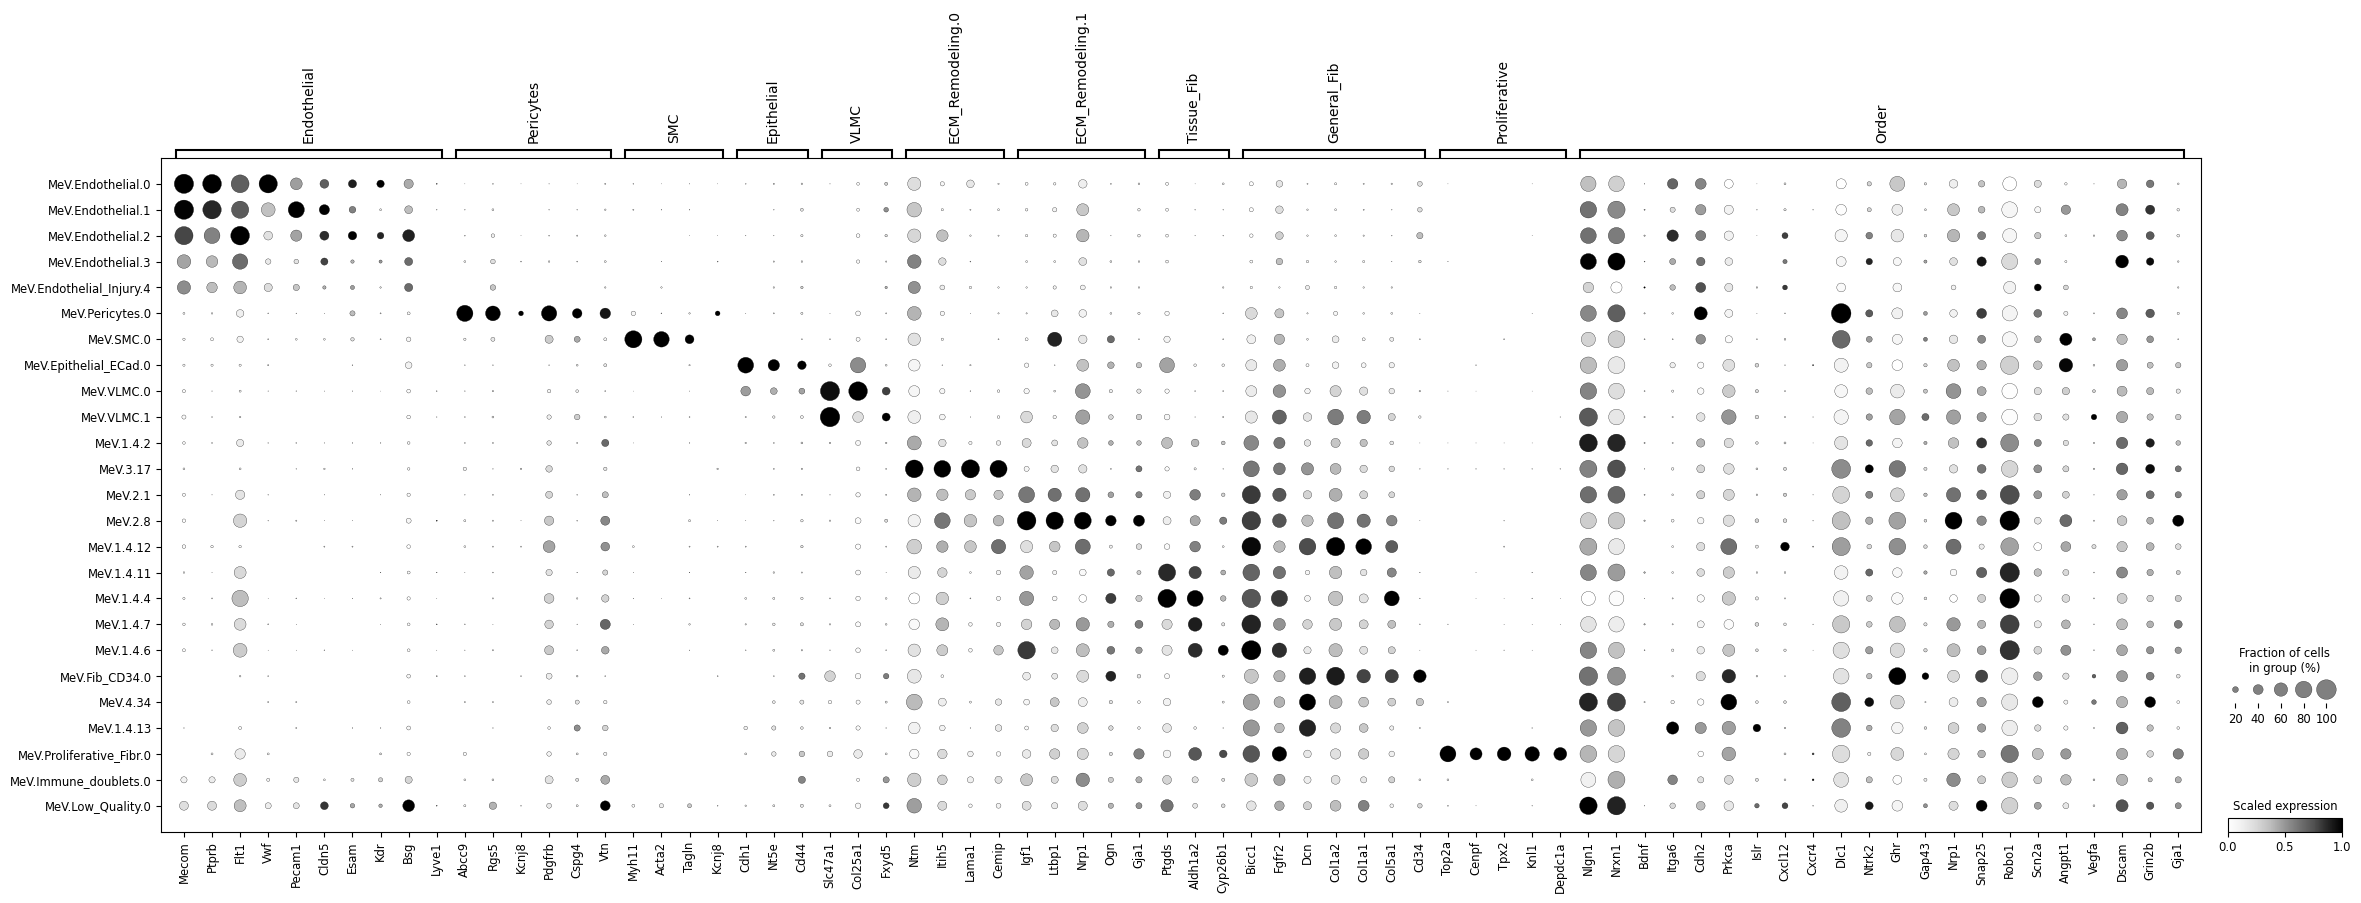 Endothelial
Pericytes
SMC
Epithelial
VLMC
ECM_Remodeling.0
ECM_Remodeling.1
Tissue_Fib
General_Fib
Proliferative
Order
MeV.Endothelial.0
MeV.Endothelial.1
MeV.Endothelial.2
MeV.Endothelial.3
MeV.Endothelial_Injury.4
MeV.Pericytes.0
MeV.SMC.0
MeV.Epithelial_ECad.0
MeV.VLMC.0
MeV.VLMC.1
MeV.1.4.2
MeV.3.17
MeV.2.1
MeV.2.8
MeV.1.4.12
MeV.1.4.11
MeV.1.4.4
MeV.1.4.7
MeV.1.4.6
MeV.Fib_CD34.0
MeV.4.34
MeV.1.4.13
MeV.Proliferative_Fibr.0
MeV.Immune_doublets.0
MeV.Low_Quality.0
Mecom
Ptprb
Flt1
Vwf
Pecam1
Cldn5
Esam
Kdr
Bsg
Lyve1
Abcc9
Rgs5
Kcnj8
Pdgfrb
Cspg4
Vtn
Myh11
Acta2
Tagln
Kcnj8
Cdh1
Nt5e
Cd44
Slc47a1
Col25a1
Fxyd5
Ntm
Itih5
Lama1
Cemip
Igf1
Ltbp1
Nrp1
Ogn
Gja1
Ptgds
Aldh1a2
Cyp26b1
Bicc1
Fgfr2
Dcn
Col1a2
Col1a1
Col5a1
Cd34
Top2a
Cenpf
Tpx2
Knl1
Depdc1a
Nlgn1
Nrxn1
Bdnf
Itga6
Cdh2
Prkca
Islr
Cxcl12
Cxcr4
Dlc1
Ntrk2
Ghr
Gap43
Nrp1
Snap25
Robo1
Scn2a
Angpt1
Vegfa
Dscam
Grin2b
Gja1
Fraction of cells
in group (%)
20 40 60 80 100
Scaled expression
0.0 0.5 1.0